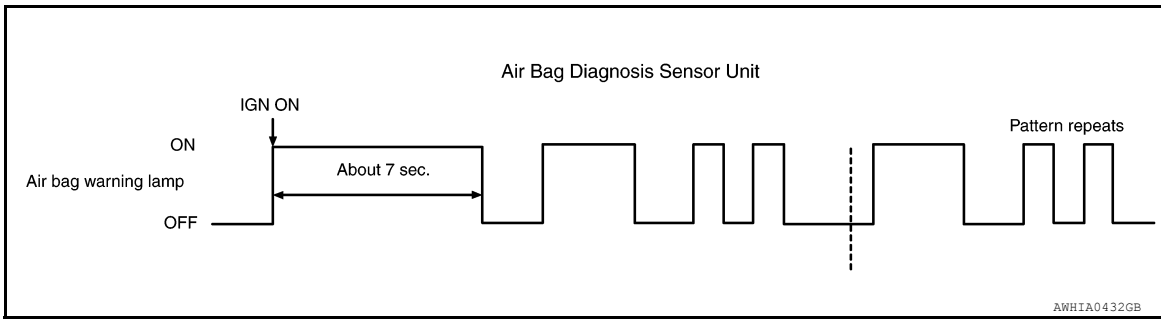 Air Bag Diagnosis Sensor Unit
IGN ON
Pattern repeats
ON
About 7 sec.
Air bag warning lamp
OFF
AWHIA0432GB